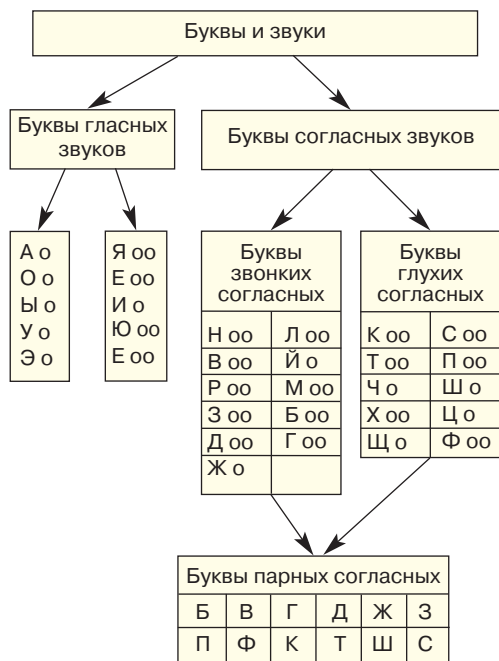 Буквы и звуки
Буквы гласных
звуков
Буквы согласных звуков
А о
О о
Ы о
У о
Э о
Я оо
Е оо
И о
Ю оо
Е оо
Буквы
звонких
согласных
Н оо Л оо
В оо Й о
Р оо М оо
З оо Б оо
Д оо Г оо
Ж о
Буквы
глухих
согласных
К оо С оо
Т оо П оо
Ч о Ш о
Х оо Ц о
Щ о Ф оо
Буквы парных согласных
Б В Г Д Ж З
П Ф К Т Ш С